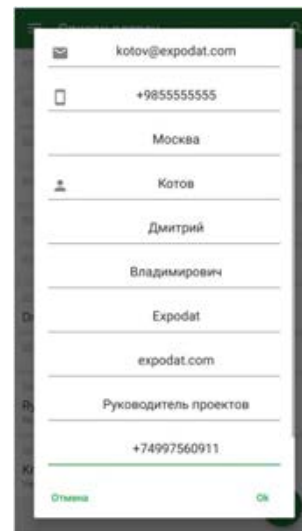 kotov@expodat.com
+9855555555
Москва
Котов
Дмитрий
Владимирович
Expodat
expodat.com
Руководитель проектов
+74997560911
Отмена
Ok